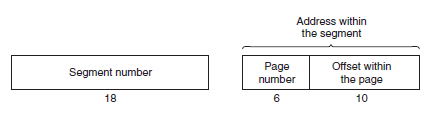 Address within
the segment
Segment number
Page
number
Offset within
the page
18
6
10